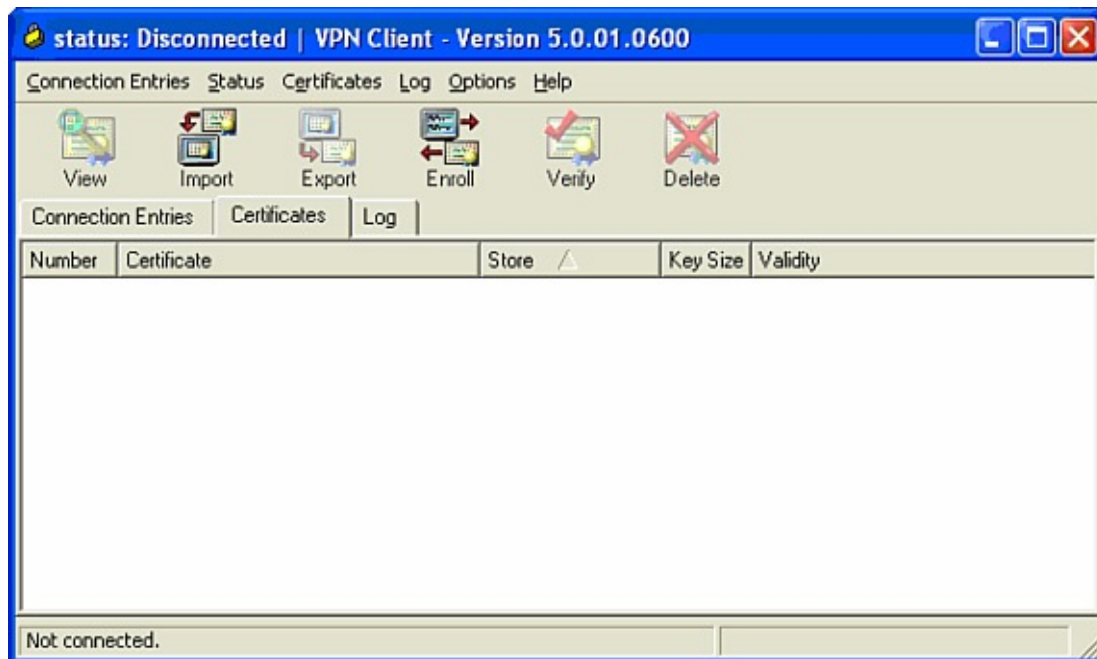 status: Disconnected | VPN Client - Version 5.0.01.0600
Connection Entries Status Certificates Log Options Help
View Import Export Enroll Verify Delete
Connection Entries Certificates Log
Number Certificate Store Key Size Validity
Not connected.